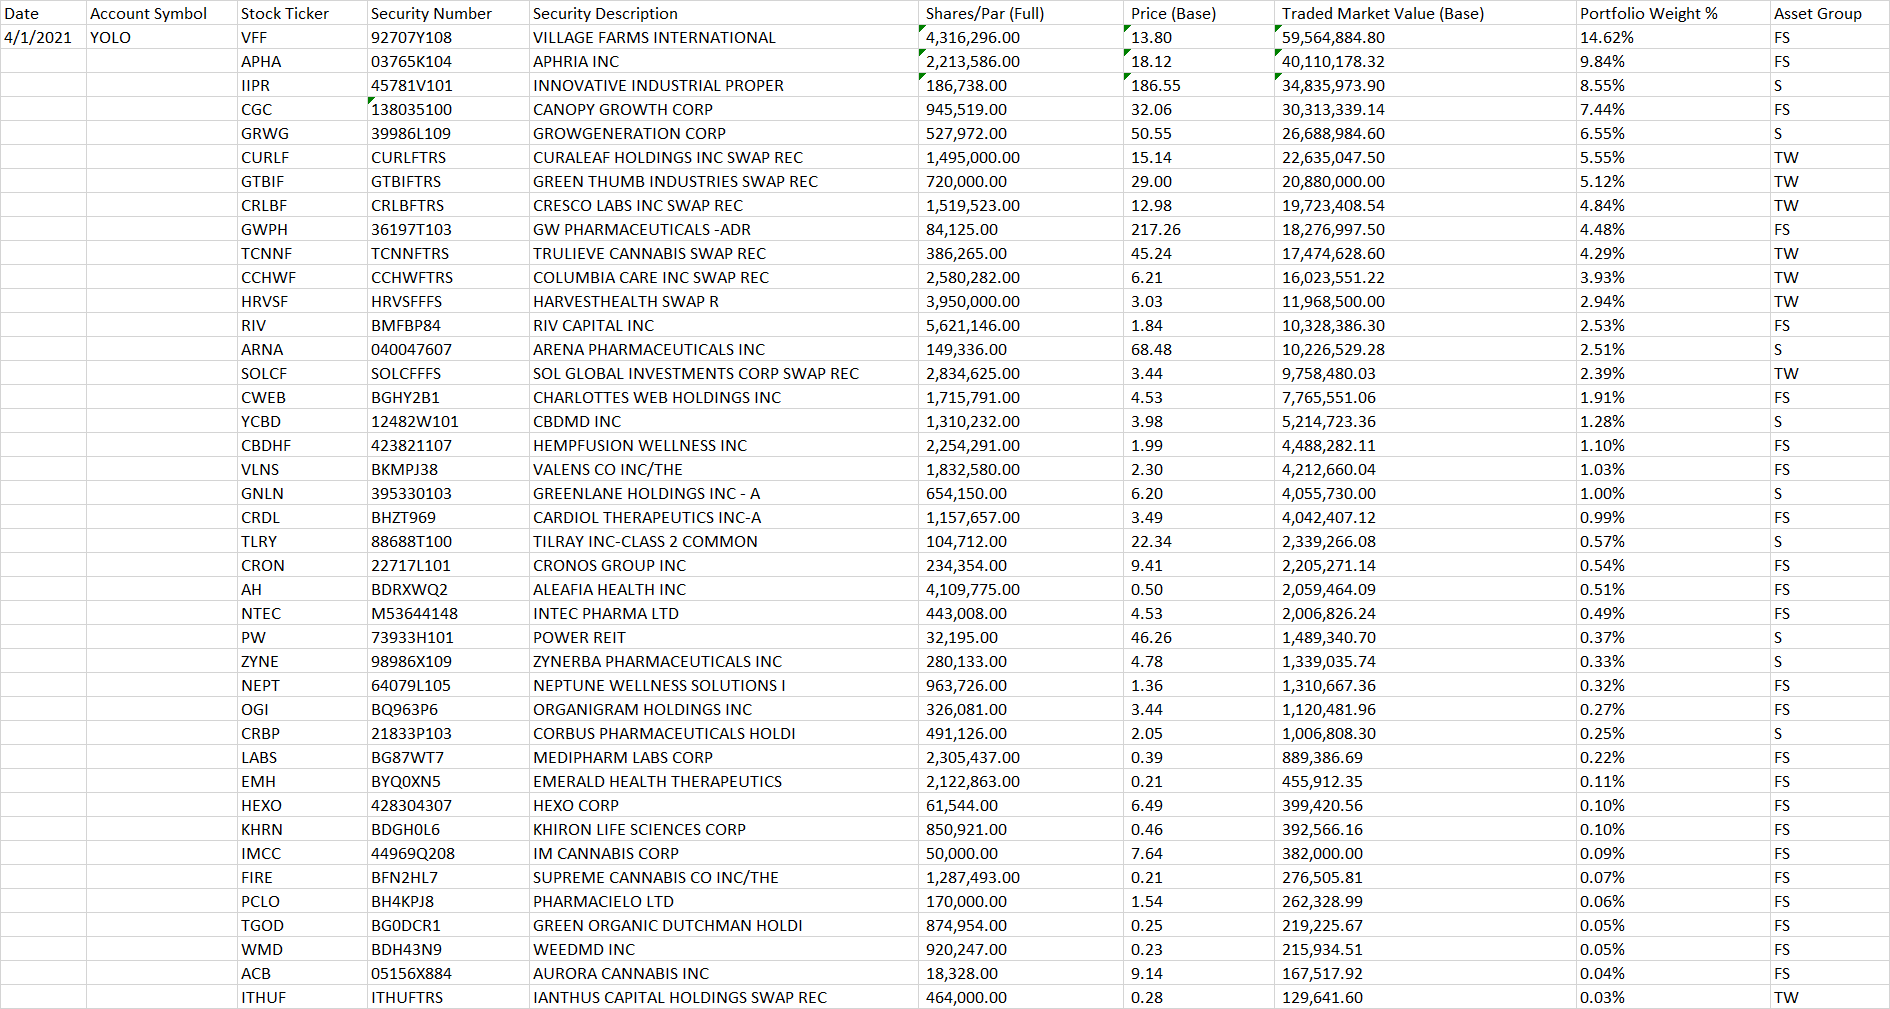 Date Account Symbol Stock Ticker Security Number Security Description Shares/Par (Full) Price (Base) Traded Market Value (Base) Portfolio Weight % Asset Group
4/1/2021 YOLO VFF 92707Y108 VILLAGE FARMS INTERNATIONAL 4,316,296.00 13.80 59,564,884.80 14.62% FS
APHA 03765K104 APHRIA INC 2,213,586.00 18.12 40,110,178.32 9.84% FS
IIPR 45781V101 INNOVATIVE INDUSTRIAL PROPER 186,738.00 186.55 34,835,973.90 8.55% S
CGC 138035100 CANOPY GROWTH CORP 945,519.00 32.06 30,313,339.14 7.44% FS
GRWG 39986L109 GROWGENERATION CORP 527,972.00 50.55 26,688,984.60 6.55% S
CURLF CURLFTRS CURALEAF HOLDINGS INC SWAP REC 1,495,000.00 15.14 22,635,047.50 5.55% TW
GTBIF GTBIFTRS GREEN THUMB INDUSTRIES SWAP REC 720,000.00 29.00 20,880,000.00 5.12% TW
CRLBF CRLBFTRS CRESCO LABS INC SWAP REC 1,519,523.00 12.98 19,723,408.54 4.84% TW
GWPH 36197T103 GW PHARMACEUTICALS -ADR 84,125.00 217.26 18,276,997.50 4.48% FS
TCNNF TCNNFTRS TRULIEVE CANNABIS SWAP REC 386,265.00 45.24 17,474,628.60 4.29% TW
CCHWF CCHWFTRS COLUMBIA CARE INC SWAP REC 2,580,282.00 6.21 16,023,551.22 3.93% TW
HRVSF HRVSFFFS HARVESTHEALTH SWAP R 3,950,000.00 3.03 11,968,500.00 2.94% TW
RIV BMFBP84 RIV CAPITAL INC 5,621,146.00 1.84 10,328,386.30 2.53% FS
ARNA 040047607 ARENA PHARMACEUTICALS INC 149,336.00 68.48 10,226,529.28 2.51% S
SOLCF SOLCFFFS SOL GLOBAL INVESTMENTS CORP SWAP REC 2,834,625.00 3.44 9,758,480.03 2.39% TW
CWEB BGHY2B1 CHARLOTTES WEB HOLDINGS INC 1,715,791.00 4.53 7,765,551.06 1.91% FS
YCBD 12482W101 CBDMD INC 1,310,232.00 3.98 5,214,723.36 1.28% S
CBDHF 423821107 HEMPFUSION WELLNESS INC 2,254,291.00 1.99 4,488,282.11 1.10% FS
VLNS BKMPJ38 VALENS CO INC/THE 1,832,580.00 2.30 4,212,660.04 1.03% FS
GNLN 395330103 GREENLANE HOLDINGS INC - A 654,150.00 6.20 4,055,730.00 1.00% S
CRDL BHZT969 CARDIOL THERAPEUTICS INC-A 1,157,657.00 3.49 4,042,407.12 0.99% FS
TLRY 88688T100 TILRAY INC-CLASS 2 COMMON 104,712.00 22.34 2,339,266.08 0.57% S
CRON 22717L101 CRONOS GROUP INC 234,354.00 9.41 2,205,271.14 0.54% FS
AH BDRXWQ2 ALEAFIA HEALTH INC 4,109,775.00 0.50 2,059,464.09 0.51% FS
NTEC M53644148 INTEC PHARMA LTD 443,008.00 4.53 2,006,826.24 0.49% FS
PW 73933H101 POWER REIT 32,195.00 46.26 1,489,340.70 0.37% S
ZYNE 98986X109 ZYNERBA PHARMACEUTICALS INC 280,133.00 4.78 1,339,035.74 0.33% S
NEPT 64079L105 NEPTUNE WELLNESS SOLUTIONS I 963,726.00 1.36 1,310,667.36 0.32% FS
OGI BQ963P6 ORGANIGRAM HOLDINGS INC 326,081.00 3.44 1,120,481.96 0.27% FS
CRBP 21833P103 CORBUS PHARMACEUTICALS HOLDI 491,126.00 2.05 1,006,808.30 0.25% S
LABS BG87WT7 MEDIPHARM LABS CORP 2,305,437.00 0.39 889,386.69 0.22% FS
EMH BYQ0XN5 EMERALD HEALTH THERAPEUTICS 2,122,863.00 0.21 455,912.35 0.11% FS
HEXO 428304307 HEXO CORP 61,544.00 6.49 399,420.56 0.10% FS
KHRN BDGH0L6 KHIRON LIFE SCIENCES CORP 850,921.00 0.46 392,566.16 0.10% FS
IMCC 44969Q208 IM CANNABIS CORP 50,000.00 7.64 382,000.00 0.09% FS
FIRE BFN2HL7 SUPREME CANNABIS CO INC/THE 1,287,493.00 0.21 276,505.81 0.07% FS
PCLO BH4KPJ8 PHARMACIELO LTD 170,000.00 1.54 262,328.99 0.06% FS
TGOD BG0DCR1 GREEN ORGANIC DUTCHMAN HOLDI 874,954.00 0.25 219,225.67 0.05% FS
WMD BDH43N9 WEEDMD INC 920,247.00 0.23 215,934.51 0.05% FS
ACB 05156X884 AURORA CANNABIS INC 18,328.00 9.14 167,517.92 0.04% FS
ITHUF ITHUFTRS IANTHUS CAPITAL HOLDINGS SWAP REC 464,000.00 0.28 129,641.60 0.03% TW